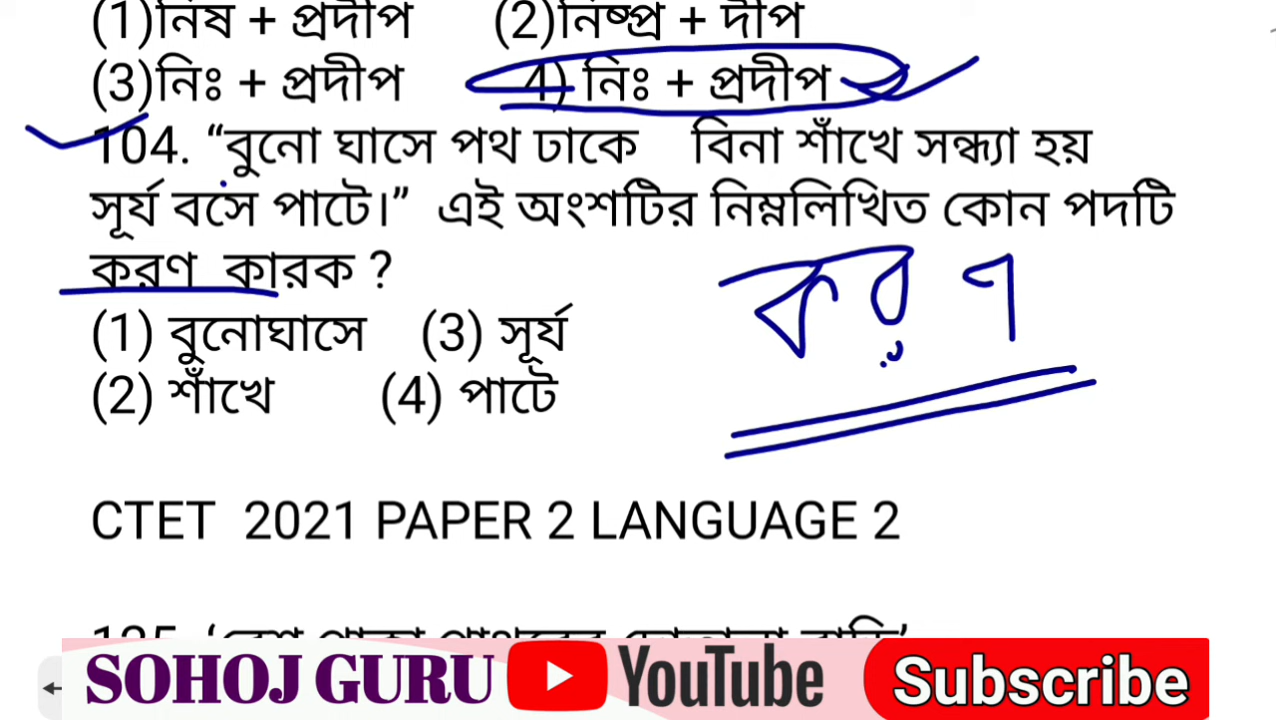 (1)নিষ + প্রদীপ (2)নিষ্প্র + দীপ
(3)নিঃ + প্রদীপ 4) নিঃ + প্রদীপ
104. “বুনো ঘাসে পথ ঢাকে বিনা শাঁখে সন্ধ্যা হয়
সূর্য বসে পাটে।” এই অংশটির নিম্নলিখিত কোন পদটি
করণ কারক ?
করণ
(1) বুনোঘাসে (3) সূর্য
(2) শাঁখে (4) পাটে
CTET 2021 PAPER 2 LANGUAGE 2
SOHOJ GURU YouTube Subscribe